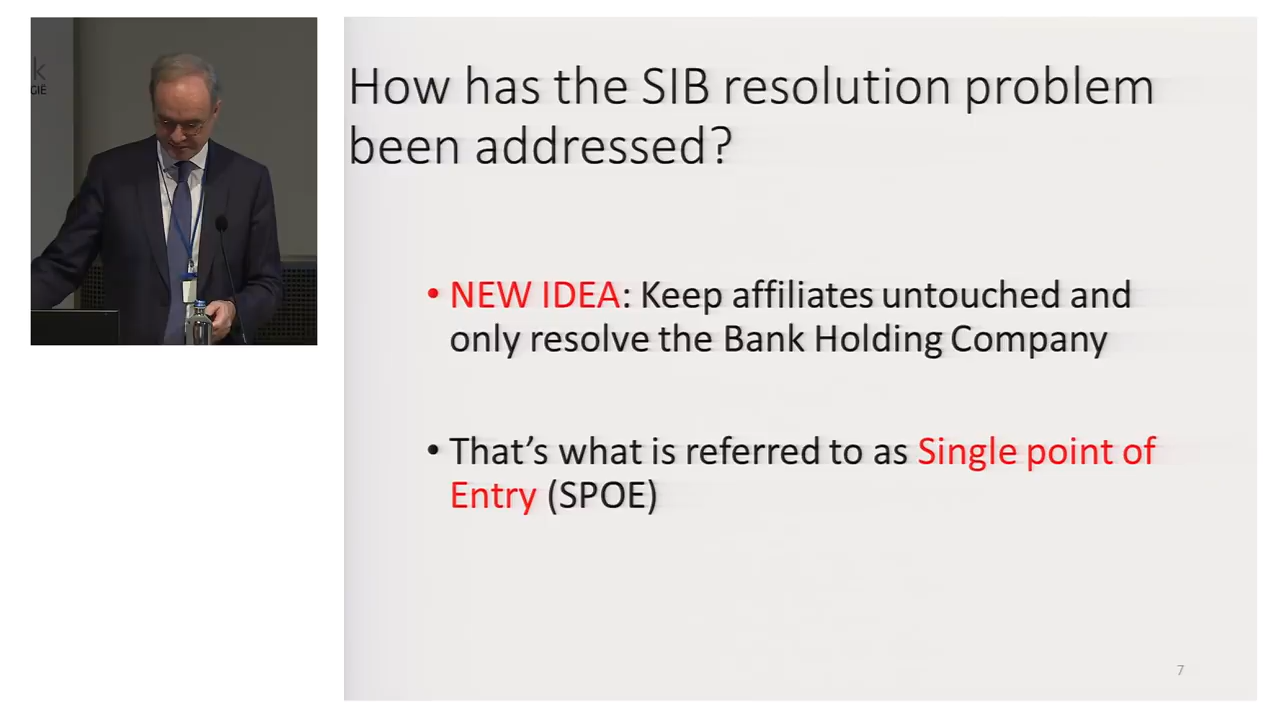 k
GIE
How has the SIB resolution problem
been addressed?
• NEW IDEA: Keep affiliates untouched and
only resolve the Bank Holding Company
• That’s what is referred to as Single point of
Entry (SPOE)
7